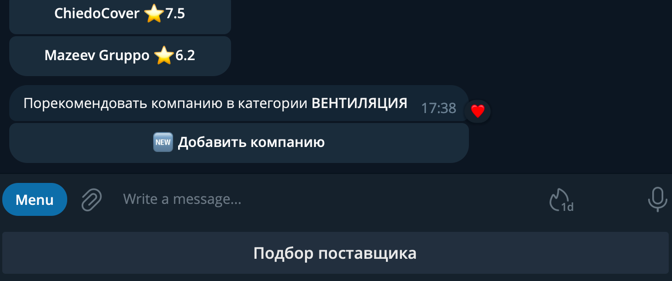 ChiedoCover ⭐7.5
Mazeev Gruppo ⭐6.2
Порекомендовать компанию в категории ВЕНТИЛЯЦИЯ 17:38
🆕 Добавить компанию
Menu Write a message... 1d
Подбор поставщика